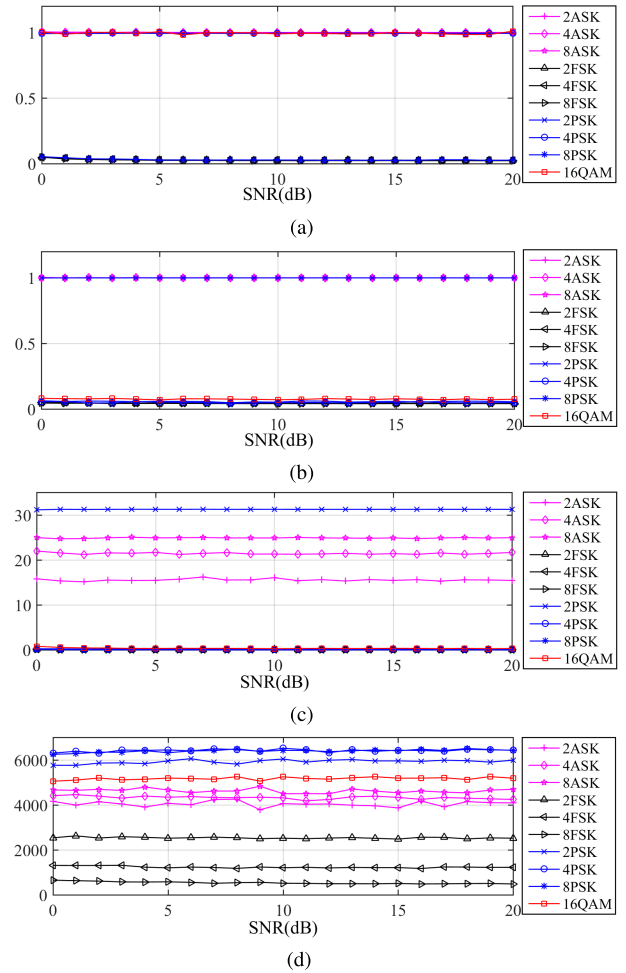 1
0.5
0
0
5
10
15
20
SNR(dB)
2ASK
4ASK
8ASK
2FSK
4FSK
8FSK
2PSK
4PSK
8PSK
16QAM
(a)
1
0.5
0
0
5
10
15
20
SNR(dB)
2ASK
4ASK
8ASK
2FSK
4FSK
8FSK
2PSK
4PSK
8PSK
16QAM
(b)
30
20
10
0
0
5
10
15
20
SNR(dB)
2ASK
4ASK
8ASK
2FSK
4FSK
8FSK
2PSK
4PSK
8PSK
16QAM
(c)
6000
4000
2000
0
0
5
10
15
20
SNR(dB)
2ASK
4ASK
8ASK
2FSK
4FSK
8FSK
2PSK
4PSK
8PSK
16QAM
(d)